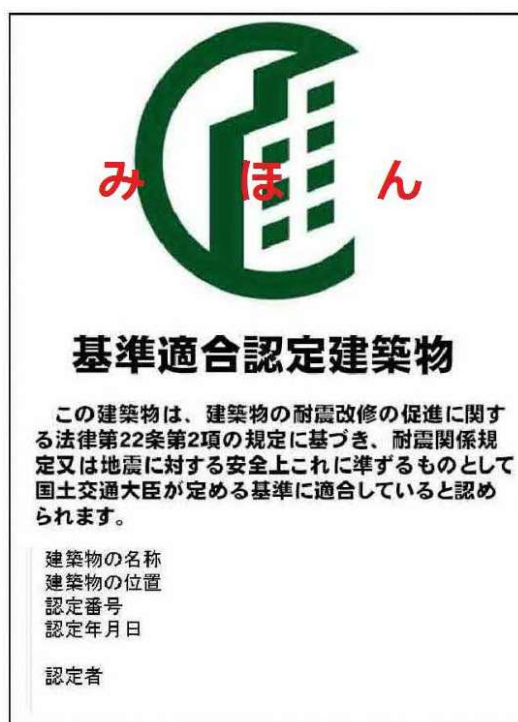 みほん
基準適合認定建築物
この建築物は、建築物の耐震改修の促進に関す
る法律第22条第2項の規定に基づき、耐震関係規
定又は地震に対する安全上これに準ずるものとして
国土交通大臣が定める基準に適合していると認め
られます。
建築物の名称
建築物の位置
認定番号
認定年月日
認定者